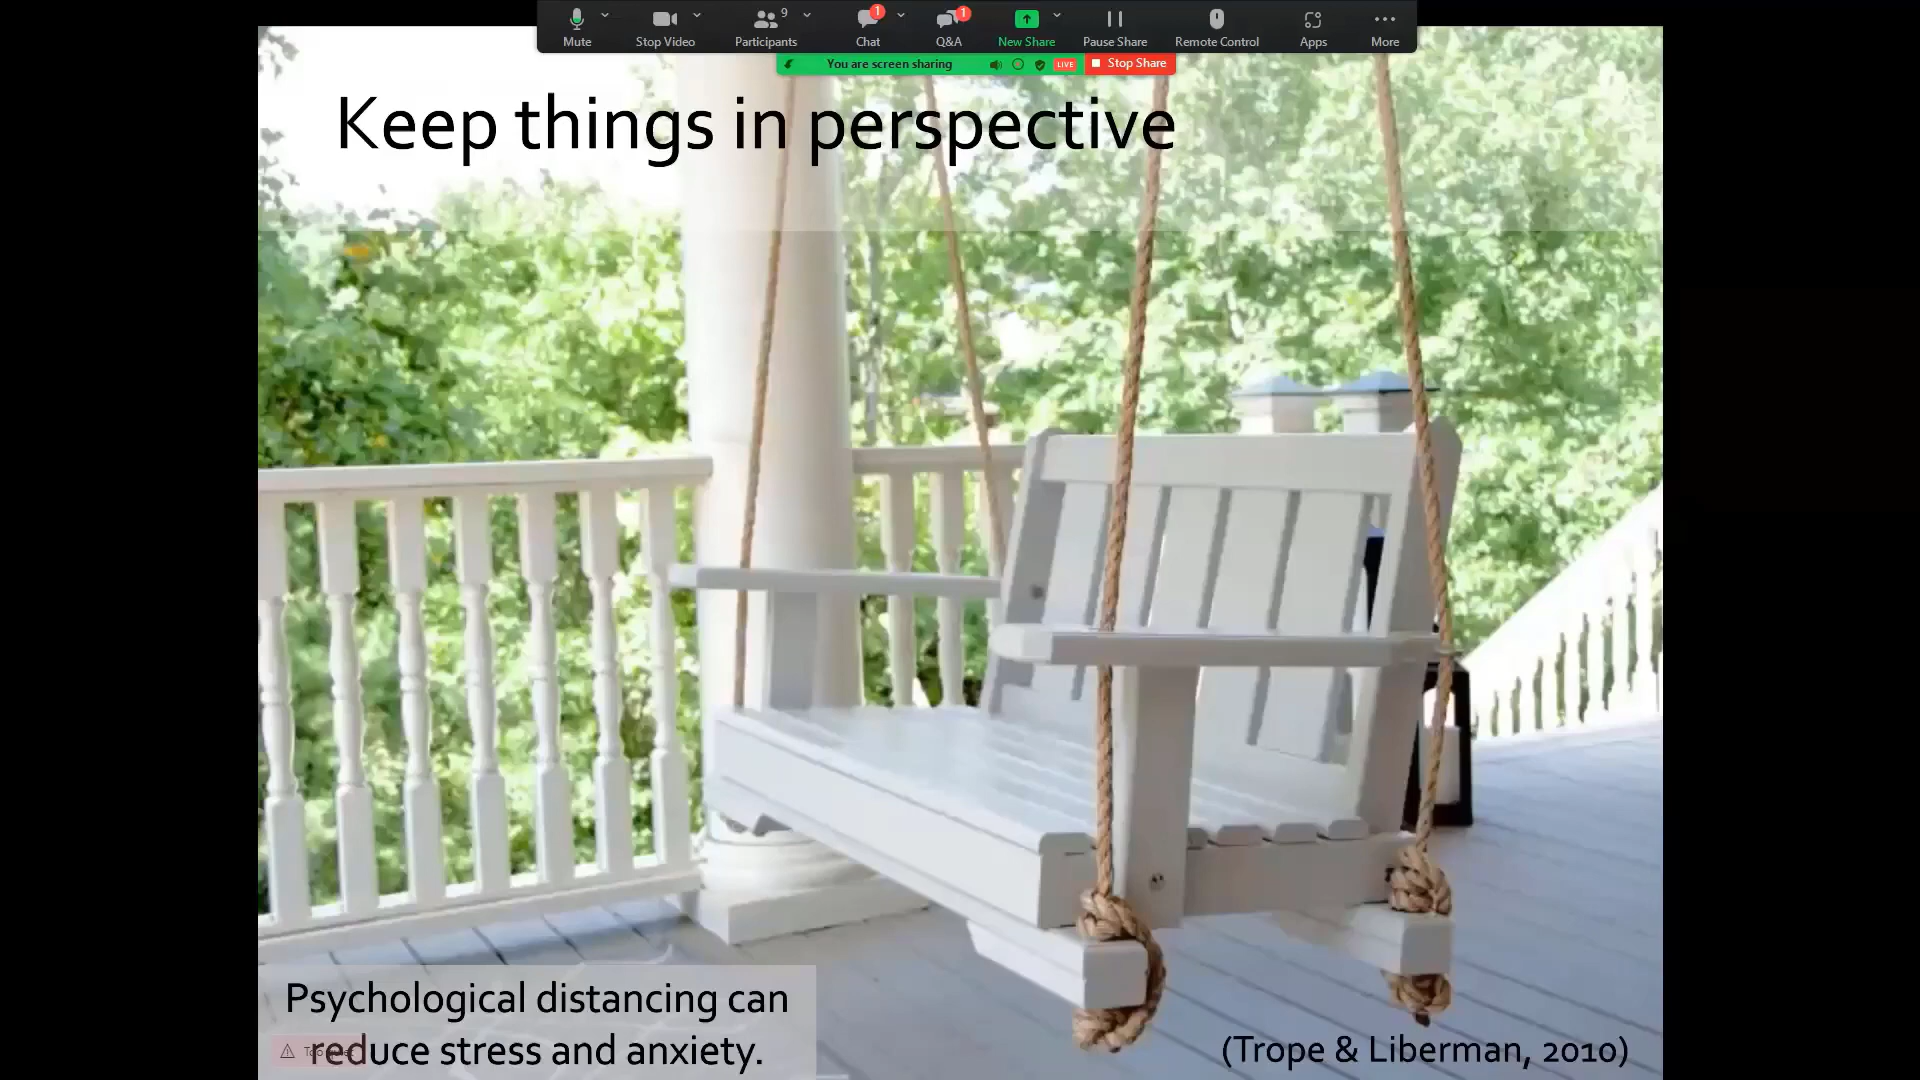 9
1
1
Mute
Stop Video
Participants
Chat
Q&A
New Share
Pause Share
Remote Control
Apps
More
You are screen sharing
LIVE
Stop Share
Keep things in perspective
Psychological distancing can
reduce stress and anxiety.
(Trope & Liberman, 2010)